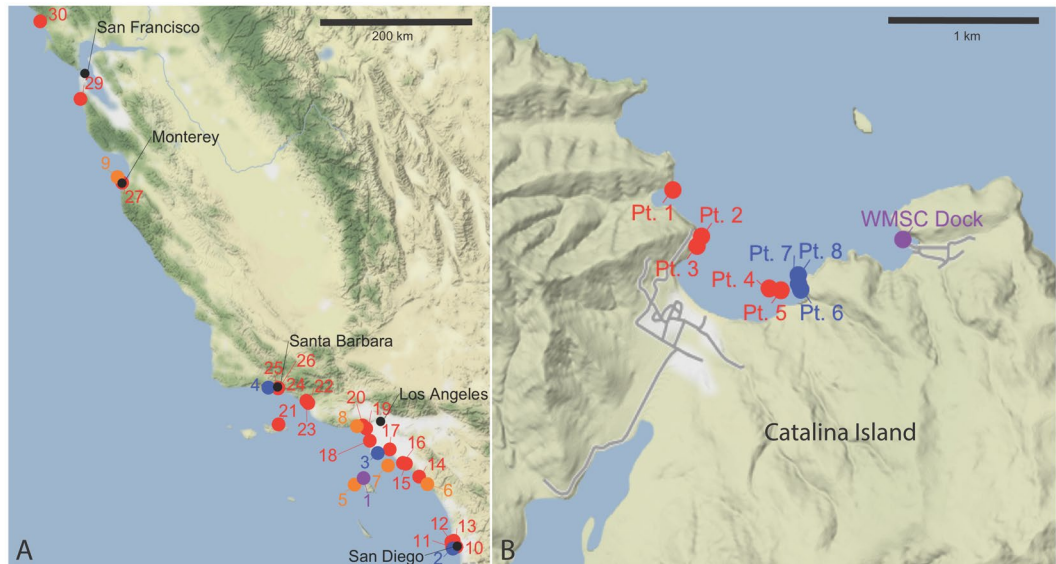 30
San Francisco
200 km
29
Monterey
9
27
Santa Barbara
26
25
4
24
22
Los Angeles
20
19
21
8
23
17
18
16
3
14
7
15
5
6
1
12
13
11
10
San Diego
2
A
1 km
Pt. 1
Pt. 2
WMSC Dock
Pt. 3
Pt. 7
Pt. 8
Pt. 4
Pt. 5
Pt. 6
Catalina Island
B